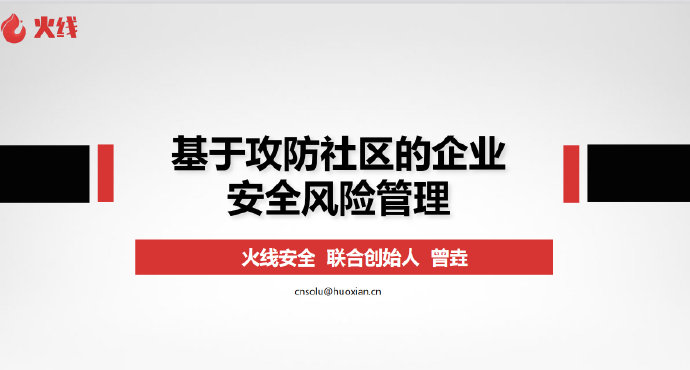 火线
基于攻防社区的企业
安全风险管理
火线安全 联合创始人 曾垚
cnsolu@huoxian.cn